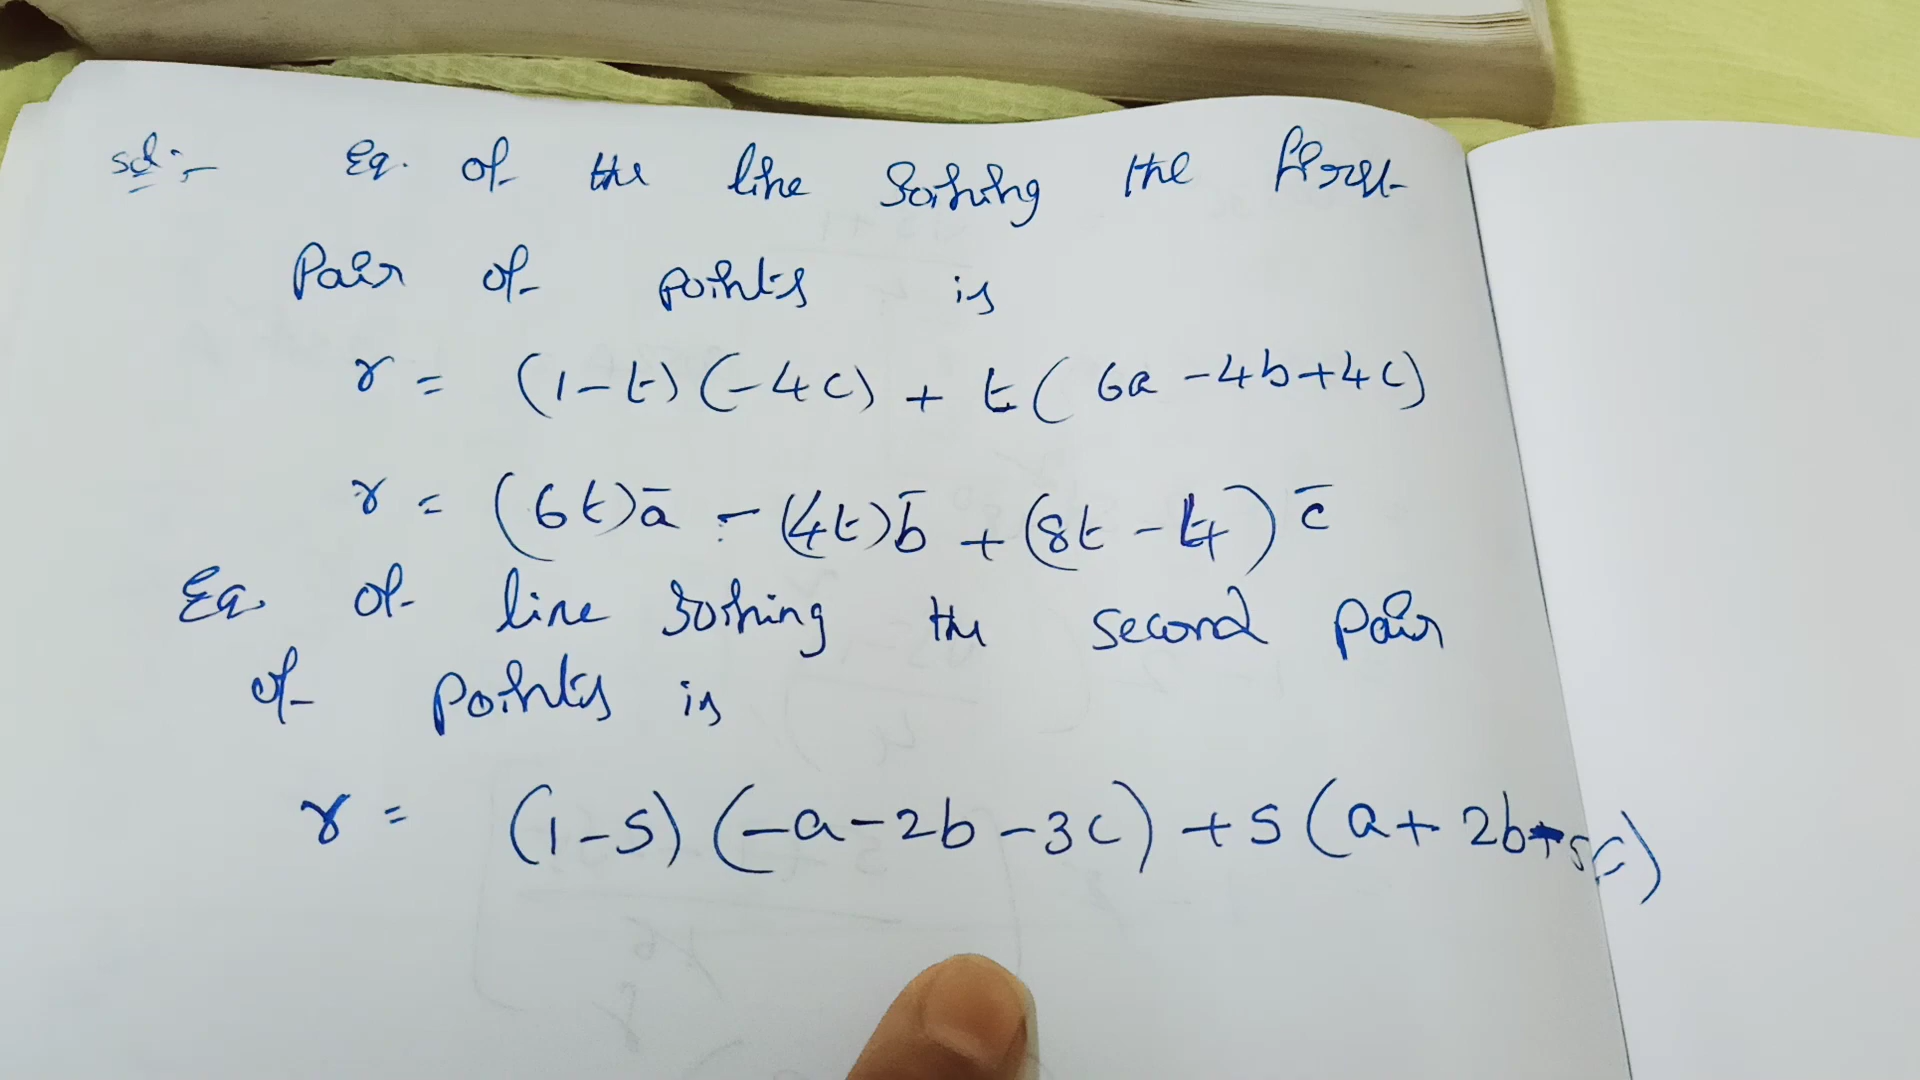 Sol:- Eq. of the line Joining the first
Pair of points is
r = (1-t)(-4c) + t(6a-4b+4c)
r = (6t)a̅ - (4t)b̅ + (8t-4)c̅
Eq. of line Joining the second pair
of points is
r = (1-s)(-a-2b-3c)+s(a+2b-5c)